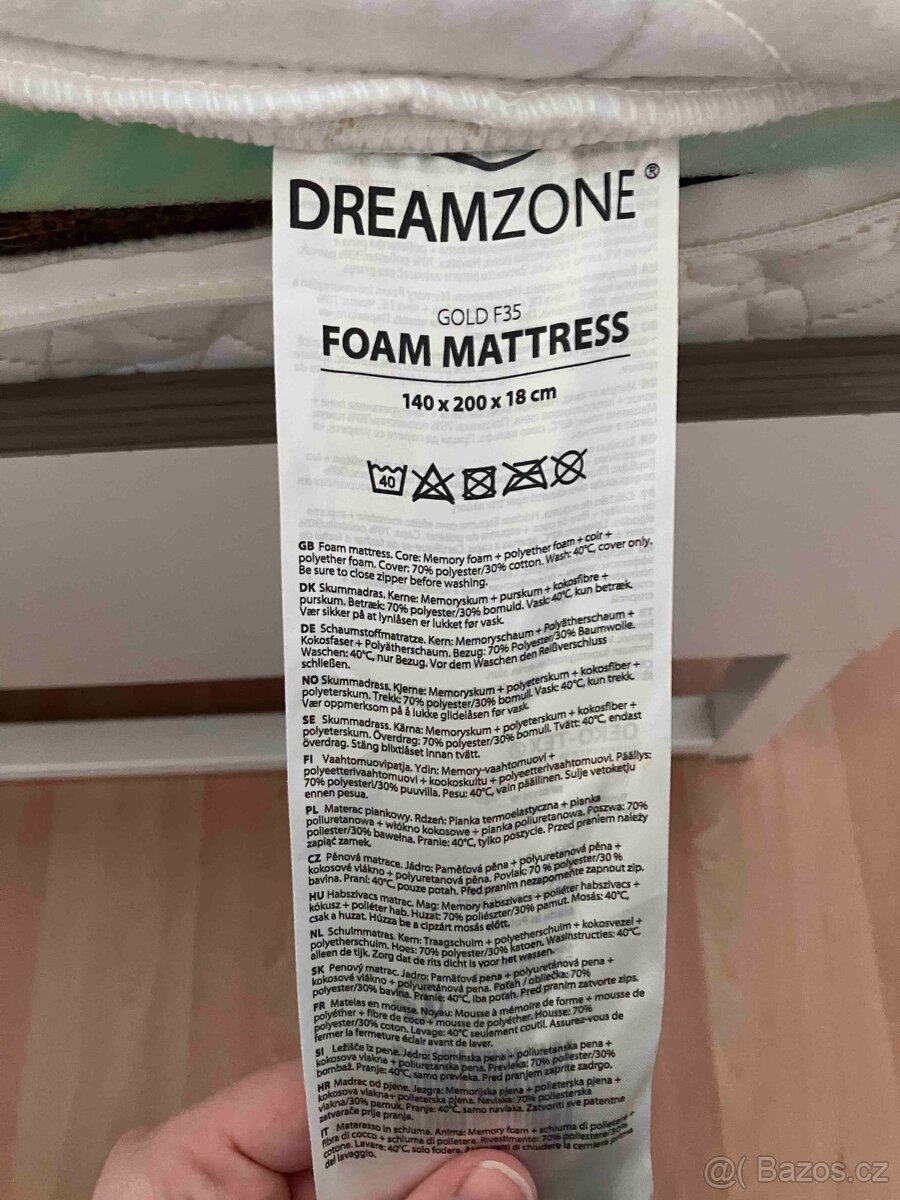 DREAMZONE®
GOLD F35
FOAM MATTRESS
140 x 200 x 18 cm
40
GB Foam mattress. Core: Memory foam + polyether foam + coir +
polyether foam. Cover: 70% polyester/30% cotton. Wash: 40°C, cover only.
Be sure to close zipper before washing.
DK Skummadras. Kerne: Memoryskum + purskum + kokosfibre +
purskum. Betræk: 70% polyester/30% bomuld. Vask: 40°C, kun betræk.
Vær sikker på at lynlåsen er lukket før vask.
DE Schaumstoffmatratze. Kern: Memoryschaum + Polyätherschaum +
Kokosfaser + Polyätherschaum. Bezug: 70% Polyester/30% Baumwolle.
Waschen: 40°C, nur Bezug. Vor dem Waschen den Reißverschluss
schließen.
NO Skummadrass. Kjerne: Memoryskum + polyeterskum + kokosfiber +
polyeterskum. Trekk: 70% polyester/30% bomull. Vask: 40°C, kun trekk.
Vær oppmerksom på å lukke glidelåsen før vask.
SE Skummadrass. Kärna: Memoryskum + polyeterskum + kokosfiber +
polyeterskum. Överdrag: 70% polyester/30% bomull. Tvätt: 40°C, endast
överdrag. Stäng blixtlåset innan tvätt.
FI Vaahtomuovipatja. Ydin: Memory-vaahtomuovi +
polyeetterivaahtomuovi + kookoskuitu + polyeetterivaahtomuovi. Päällys:
70% polyesteri/30% puuvilla. Pesu: 40°C, vain päällinen. Sulje vetoketju
ennen pesua.
PL Materac piankowy. Rdzeń: Pianka termoelastyczna + pianka
poliuretanowa + włókno kokosowe + pianka poliuretanowa. Poszwa: 70%
poliester/30% bawełna. Pranie: 40°C, tylko poszycie. Przed praniem należy
zapiąć zamek.
CZ Pěnová matrace. Jádro: Paměťová pěna + polyuretanová pěna +
kokosové vlákno + polyuretanová pěna. Povlak: 70 % polyester/30 %
bavlna. Praní: 40°C, pouze potah. Před praním nezapomeňte zapnout zip.
HU Habszivacs matrac. Mag: Memory habszivacs + poliéter habszivacs +
kókusz + poliéter hab. Huzat: 70% poliészter/30% pamut. Mosás: 40°C,
csak a huzat. Húzza be a cipzárt mosás előtt.
NL Schuimmatras. Kern: Traagschuim + polyetherschuim + kokosvezel +
polyetherschuim. Hoes: 70% polyester/30% katoen. Wasinstructies: 40°C,
alleen de tijk. Zorg dat de rits dicht is voor het wassen.
SK Penový matrac. Jadro: Pamäťová pena + polyuretánová pena +
kokosové vlákno + polyuretánová pena. Poťah / obliečka: 70%
polyester/30% bavlna. Pranie: 40°C, iba poťah. Pred praním zatvorte zips.
FR Matelas en mousse. Noyau: Mousse à mémoire de forme + mousse de
polyéther + fibre de coco + mousse de polyéther. Housse: 70%
polyester/30% coton. Lavage: 40°C seulement coutil. Assurez-vous de
fermer la fermeture éclair avant de laver.
SI Ležišče iz pene. Jedro: Spominska pena + poliuretanska pena +
kokosova vlakna + poliuretanska pena. Prevleka: 70% poliester/30%
bombaž. Pranje: 40°C, samo prevleka. Pred pranjem zaprite zadrgo.
HR Madrac od pjene. Jezgra: Memorijska pjena + polieterska pjena +
kokosova vlakna+ polieterska pjena. Navlaka: 70% poliesterska
vlakna/30% pamuk. Pranje: 40°C, samo navlaka. Zatvoriti sve patentne
zatvarače prije pranja.
IT Materasso in schiuma. Anima: Memory foam + schiuma di polietere +
fibra di cocco + schiuma di polietere. Rivestimento: 70% poliestere/30%
cotone. Lavare: 40°C, solo fodera. Assicurarsi di chiudere la cerniera prima
del lavaggio.
@( Bazos.cz